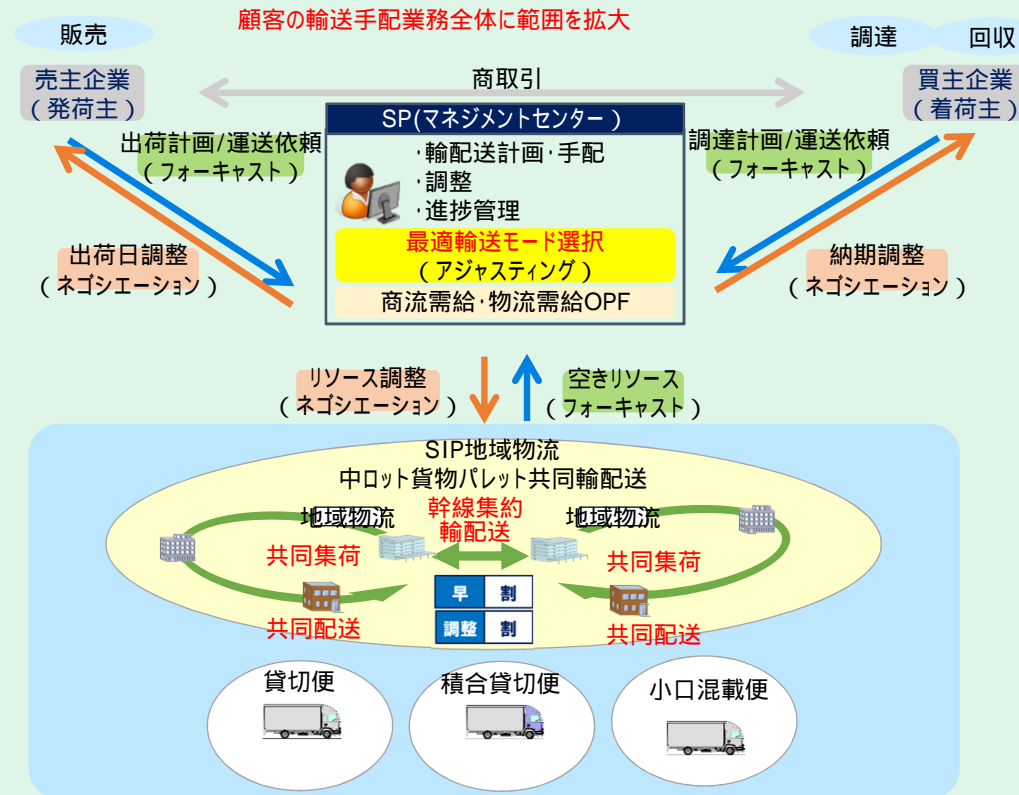 顧客の輸送手配業務全体に範囲を拡大
販売
調達
回収
売主企業
(発荷主)
商取引
買主企業
(着荷主)
SP(マネジメントセンター)
・輸配送計画・手配
・調整
・進捗管理
最適輸送モード選択
(アジャスティング)
商流需給・物流需給OPF
出荷計画/運送依頼
(フォーキャスト)
調達計画/運送依頼
(フォーキャスト)
出荷日調整
(ネゴシエーション)
納期調整
(ネゴシエーション)
リソース調整
(ネゴシエーション)
空きリソース
(フォーキャスト)
SIP地域物流
中ロット貨物パレット共同輸配送
地域物流
幹線集約
輸配送
地域物流
共同集荷
共同集荷
早 割
調整 割
共同配送
共同配送
貸切便
積合貸切便
小口混載便